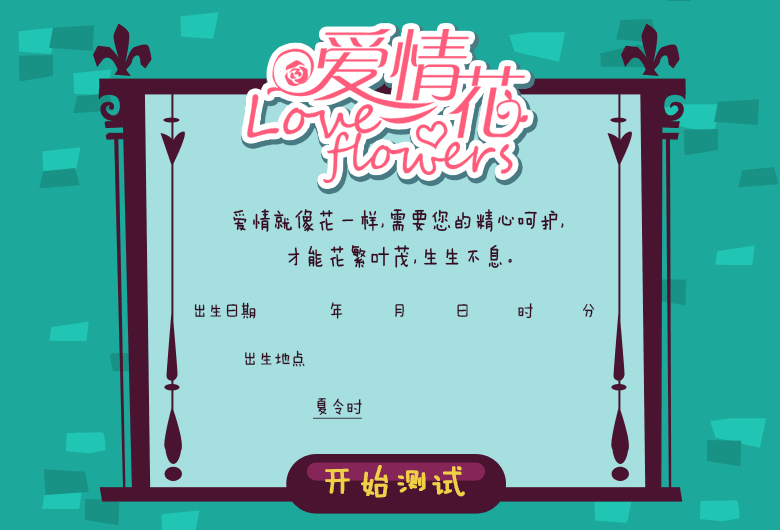 爱情花
Love
flowers
爱情就像花一样,需要您的精心呵护,
才能花繁叶茂,生生不息。
出生日期 年 月 日 时 分
出生地点
夏令时
开始测试